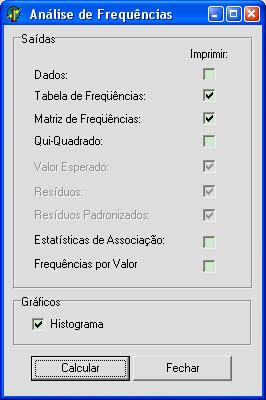 Análise de Frequências
Saídas
Imprimir:
Dados:
Tabela de Freqüências:
Matriz de Freqüências:
Qui-Quadrado:
Valor Esperado:
Resíduos:
Resíduos Padronizados:
Estatísticas de Associação:
Frequências por Valor
Gráficos
Histograma
Calcular Fechar